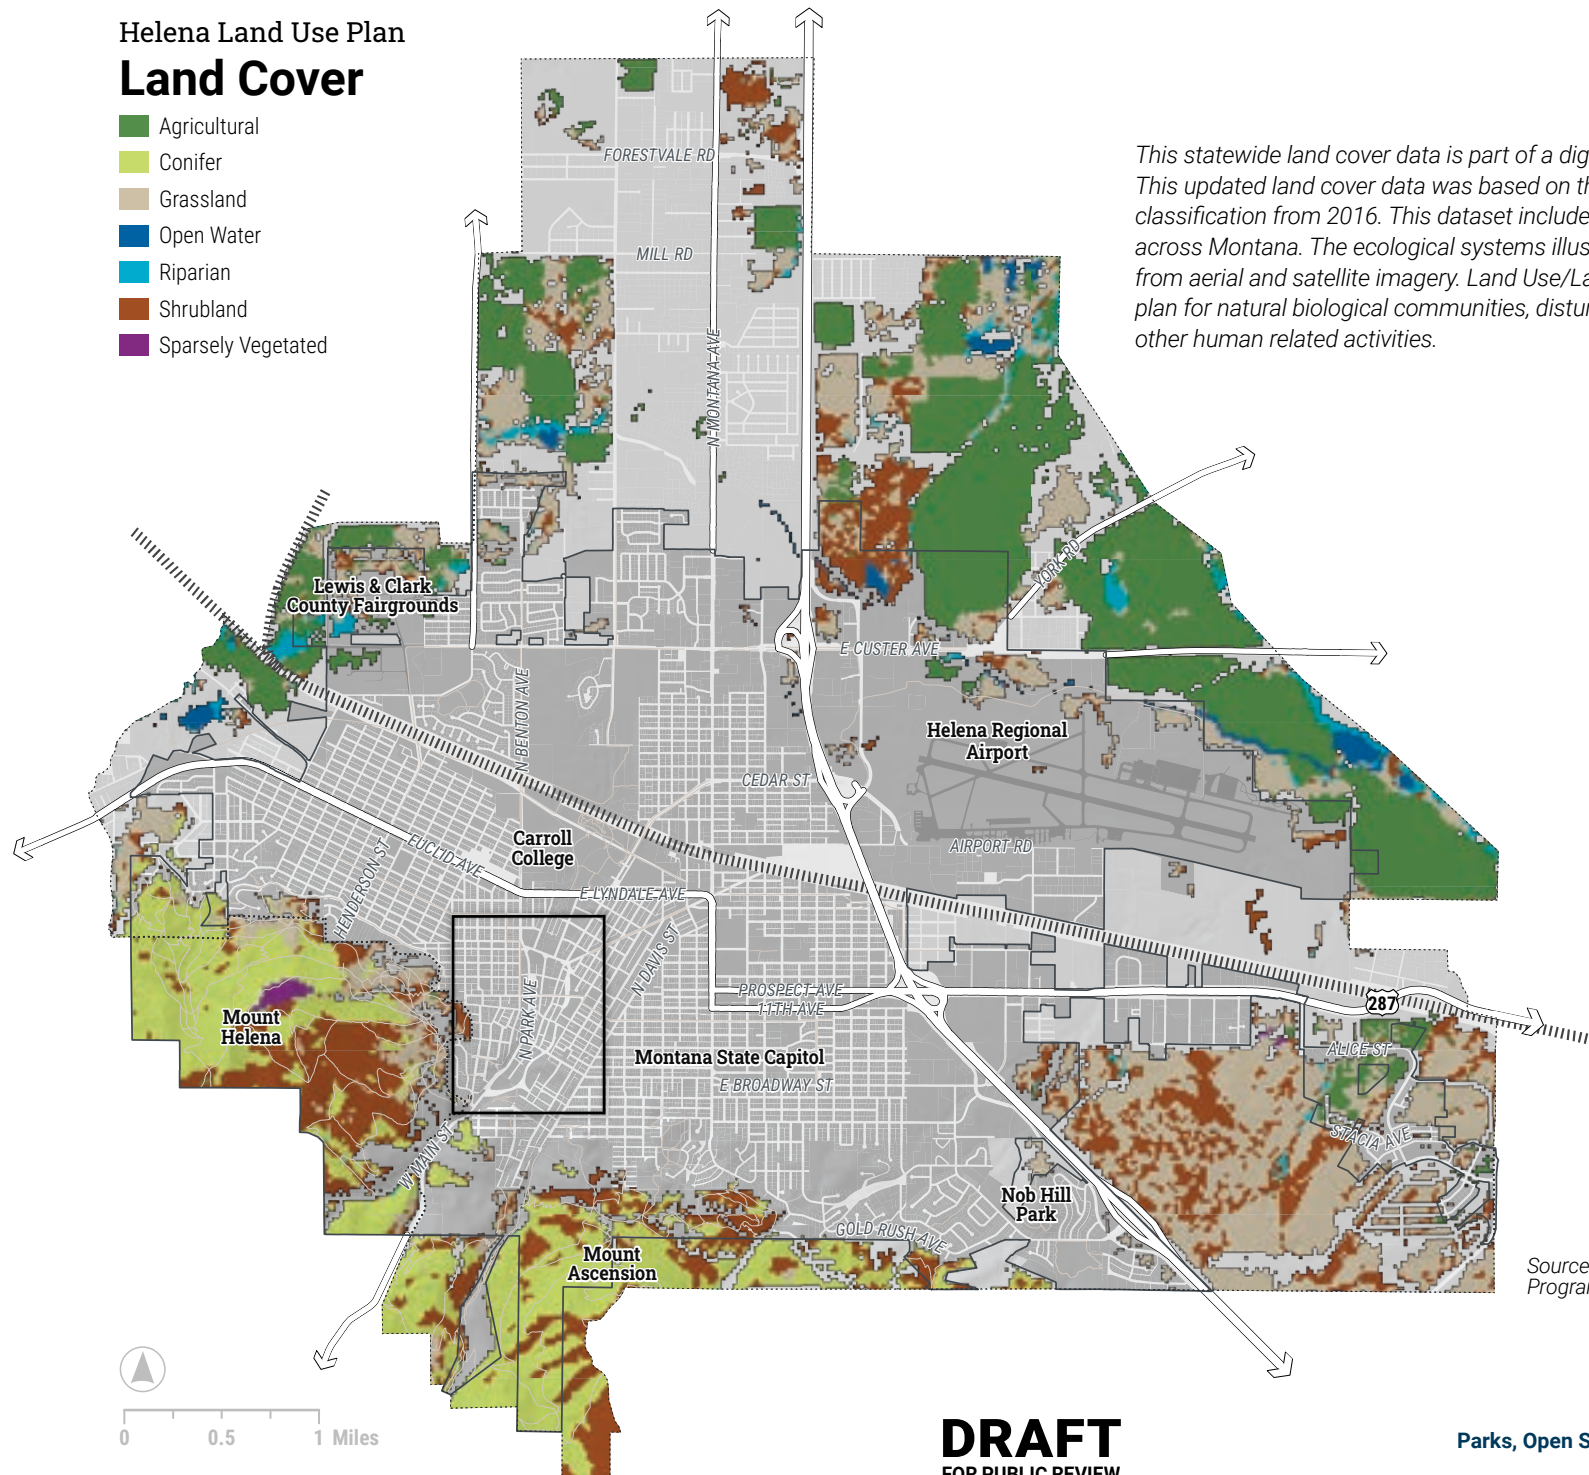 Helena Land Use Plan
Land Cover
Agricultural
Conifer
Grassland
Open Water
Riparian
Shrubland
Sparsely Vegetated
This statewide land cover data is part of a dig
This updated land cover data was based on th
classification from 2016. This dataset include
across Montana. The ecological systems illus
from aerial and satellite imagery. Land Use/La
plan for natural biological communities, distur
other human related activities.
FORESTVALE RD
MILL RD
N MONTANA AVE
YORK RD
Lewis & Clark
County Fairgrounds
E CUSTER AVE
N BENTON AVE
Helena Regional
Airport
CEDAR ST
Carroll
College
AIRPORT RD
HENDERSON ST
EUCLID AVE
E LYNDALE AVE
N DAVIS ST
N PARK AVE
PROSPECT AVE
11TH AVE
287
Mount
Helena
Montana State Capitol
ALICE ST
E BROADWAY ST
STACIA AVE
W MAIN ST
Nob Hill
Park
GOLD RUSH AVE
Mount
Ascension
Source
Progra
0 0.5 1 Miles
DRAFT
FOR PUBLIC REVIEW
Parks, Open S